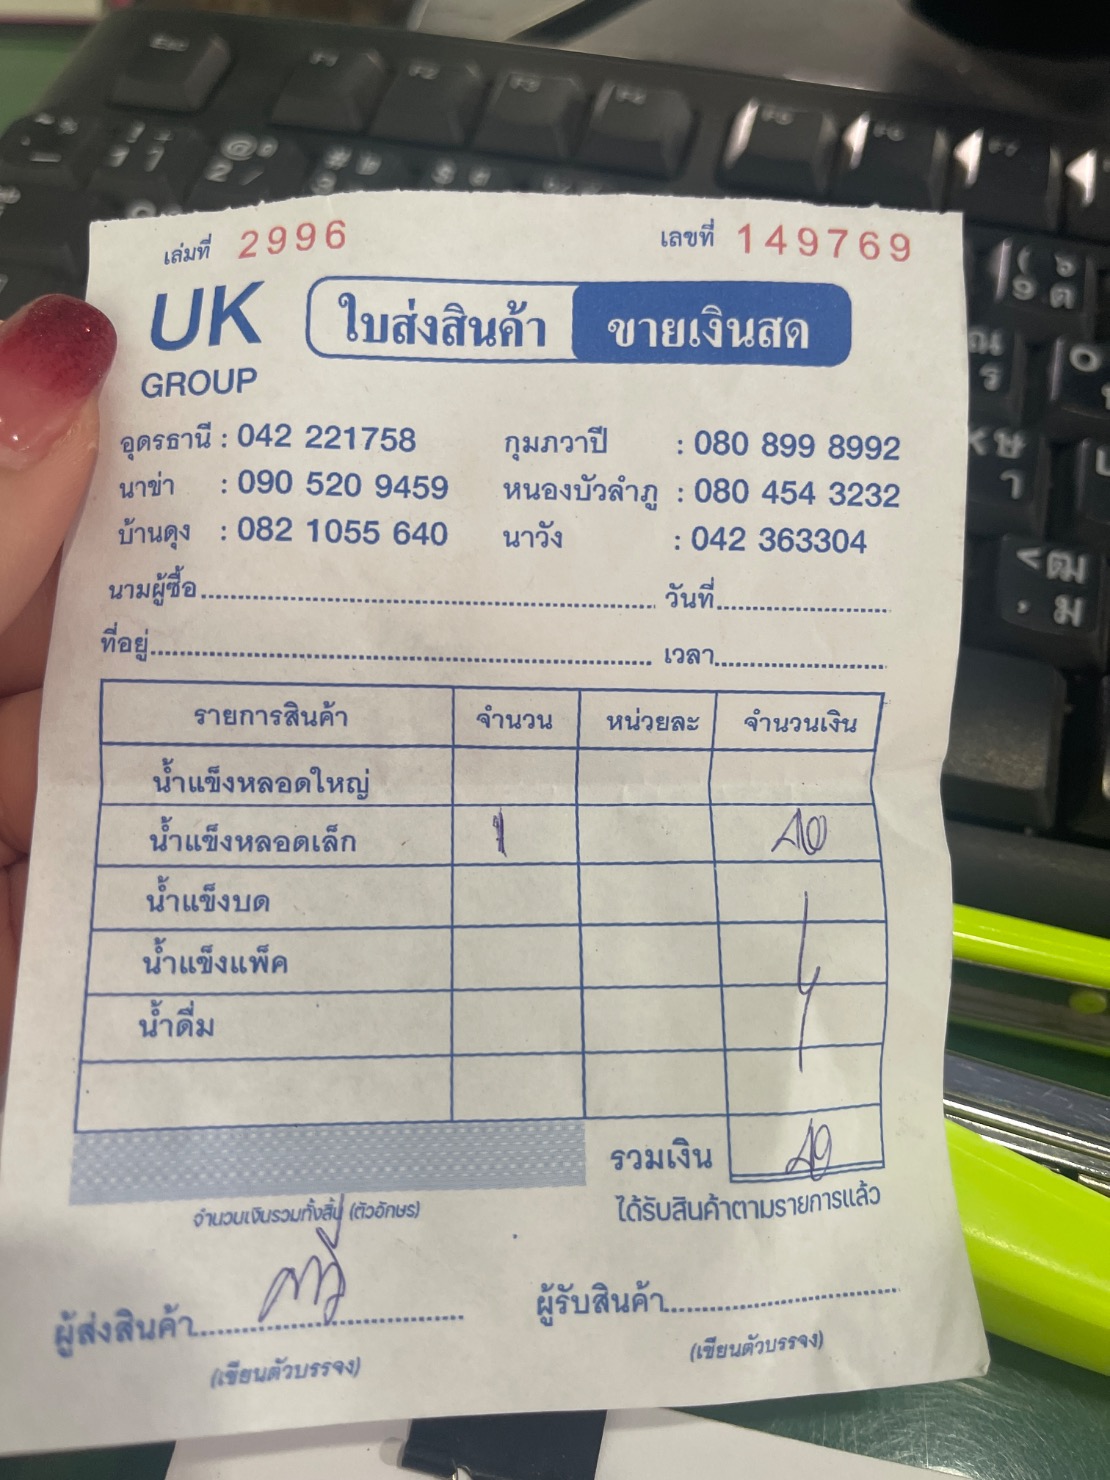 เล่มที่ 2996 เลขที่ 149769
UK GROUP
ใบส่งสินค้า ขายเงินสด
อุดรธานี : 042 221758 กุมภวาปี : 080 899 8992
นาข่า : 090 520 9459 หนองบัวลำภู : 080 454 3232
บ้านดุง : 082 1055 640 นาวัง : 042 363304
นามผู้ซื้อ วันที่
ที่อยู่ เวลา
รายการสินค้า จำนวน หน่วยละ จำนวนเงิน
น้ำแข็งหลอดใหญ่
น้ำแข็งหลอดเล็ก 1 40
น้ำแข็งบด
น้ำแข็งแพ็ค
น้ำดื่ม
รวมเงิน 40
จำนวนเงินรวมทั้งสิ้น (ตัวอักษร) ได้รับสินค้าตามรายการแล้ว
ผู้ส่งสินค้า ผู้รับสินค้า
(เขียนตัวบรรจง) (เขียนตัวบรรจง)